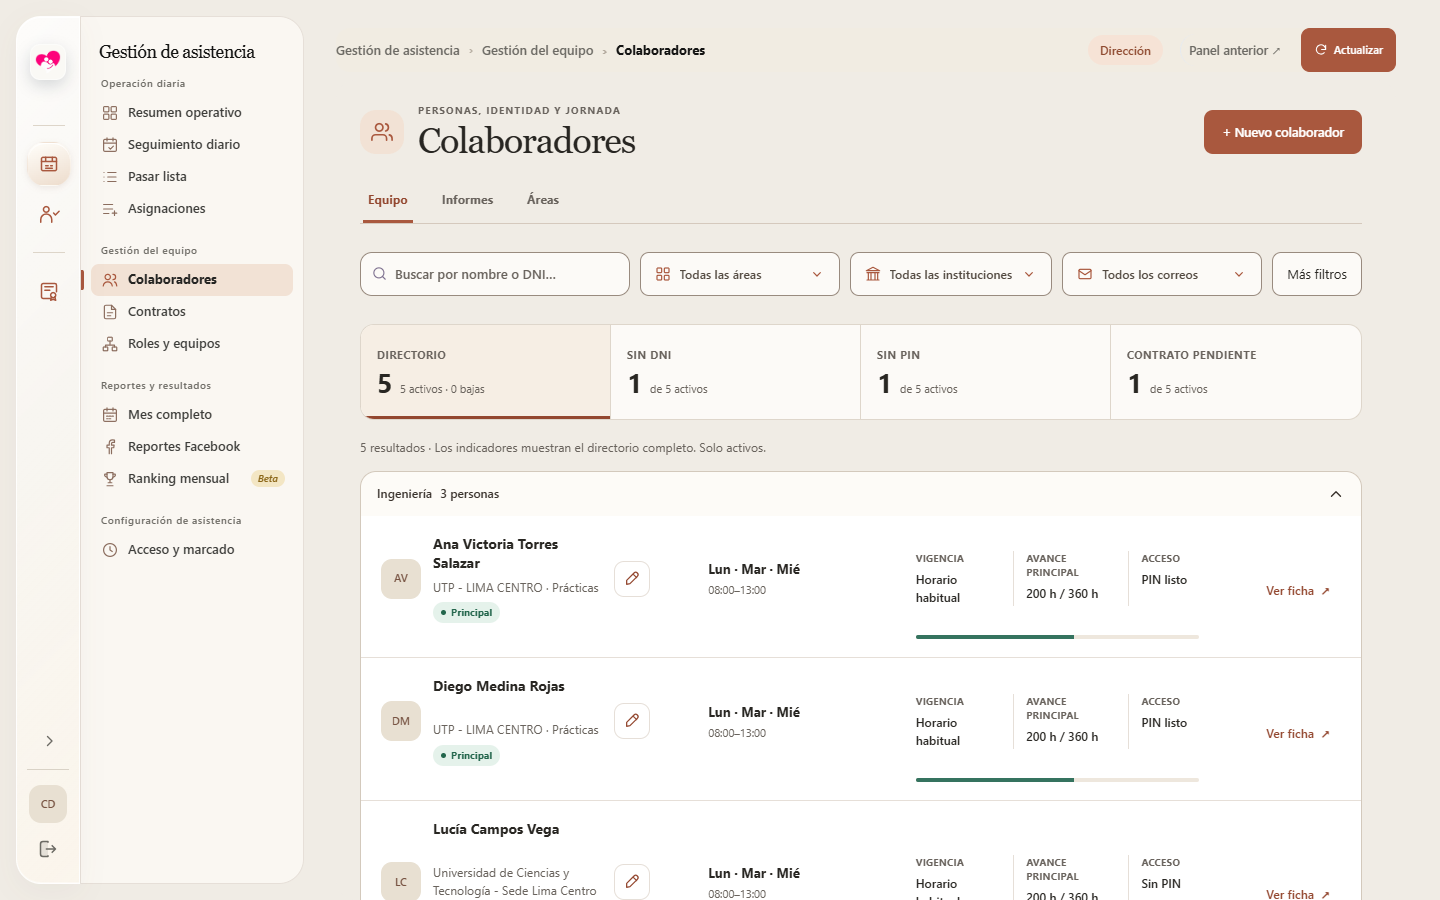 Gestión de asistencia
Operación diaria
Resumen operativo
Seguimiento diario
Pasar lista
Asignaciones
Gestión del equipo
Colaboradores
Contratos
Roles y equipos
Reportes y resultados
Mes completo
Reportes Facebook
Ranking mensual Beta
Configuración de asistencia
Acceso y marcado
CD
Gestión de asistencia › Gestión del equipo › Colaboradores
Dirección
Panel anterior ↗
Actualizar
PERSONAS, IDENTIDAD Y JORNADA
Colaboradores
+ Nuevo colaborador
Equipo Informes Áreas
Buscar por nombre o DNI...
Todas las áreas
Todas las instituciones
Todos los correos
Más filtros
DIRECTORIO
5 5 activos · 0 bajas
SIN DNI
1 de 5 activos
SIN PIN
1 de 5 activos
CONTRATO PENDIENTE
1 de 5 activos
5 resultados · Los indicadores muestran el directorio completo. Solo activos.
Ingeniería 3 personas
AV
Ana Victoria Torres
Salazar
UTP - LIMA CENTRO · Prácticas
Principal
Lun · Mar · Mié
08:00–13:00
VIGENCIA
Horario
habitual
AVANCE
PRINCIPAL
200 h / 360 h
ACCESO
PIN listo
Ver ficha ↗
DM
Diego Medina Rojas
UTP - LIMA CENTRO · Prácticas
Principal
Lun · Mar · Mié
08:00–13:00
VIGENCIA
Horario
habitual
AVANCE
PRINCIPAL
200 h / 360 h
ACCESO
PIN listo
Ver ficha ↗
LC
Lucía Campos Vega
Universidad de Ciencias y
Tecnología - Sede Lima Centro
Lun · Mar · Mié
08:00–13:00
VIGENCIA
Horario
habitual
AVANCE
PRINCIPAL
200 h / 360 h
ACCESO
Sin PIN
Ver ficha ↗